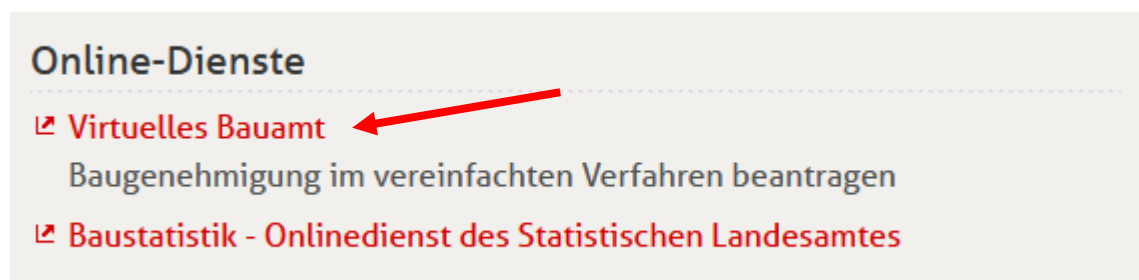 Online-Dienste
Virtuelles Bauamt
Baugenehmigung im vereinfachten Verfahren beantragen
Baustatistik - Onlinedienst des Statistischen Landesamtes